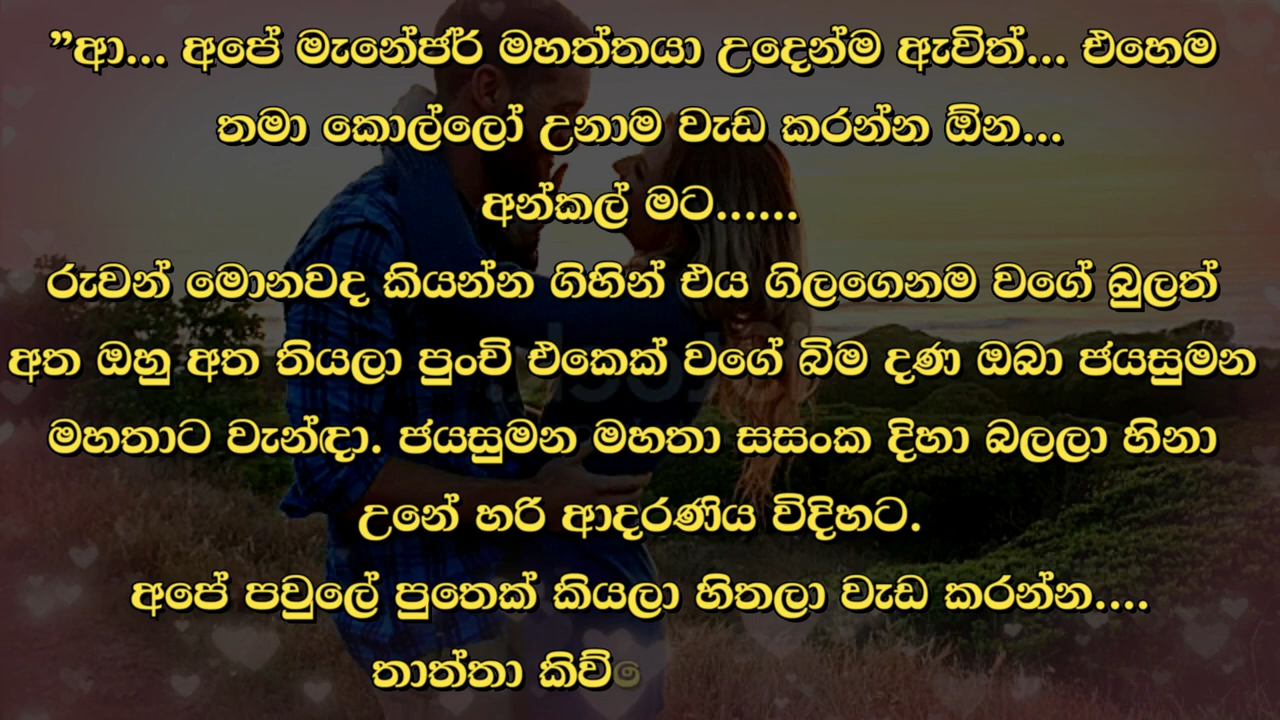 ”ආ... අපේ මැනේජර් මහත්තයා උදෙන්ම ඇවිත්... එහෙම
තමා කොල්ලෝ උනාම වැඩ කරන්න ඕන...
අන්කල් මට......
රුවන් මොනවද කියන්න ගිහින් එය ගිලගෙනම වගේ බුලත්
අත ඔහු අත තියලා පුංචි එකෙක් වගේ බිම දණ ඔබා ජයසුමන
මහතාට වැන්ඳා. ජයසුමන මහතා සසංක දිහා බලලා හිනා
උනේ හරි ආදරණිය විදිහට.
අපේ පවුලේ පුතෙක් කියලා හිතලා වැඩ කරන්න....
තාත්තා කිව්